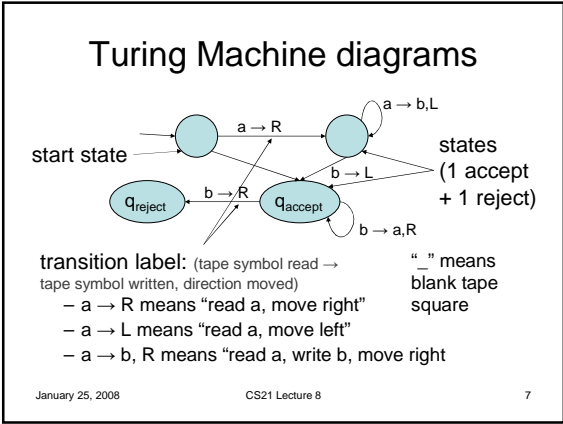 Turing Machine diagrams
a → b,L
a → R
start state
states
(1 accept
+ 1 reject)
b → L
b → R
qreject
qaccept
b → a,R
transition label: (tape symbol read →
tape symbol written, direction moved)
"_" means
blank tape
square
– a → R means "read a, move right"
– a → L means "read a, move left"
– a → b, R means "read a, write b, move right
January 25, 2008
CS21 Lecture 8
7